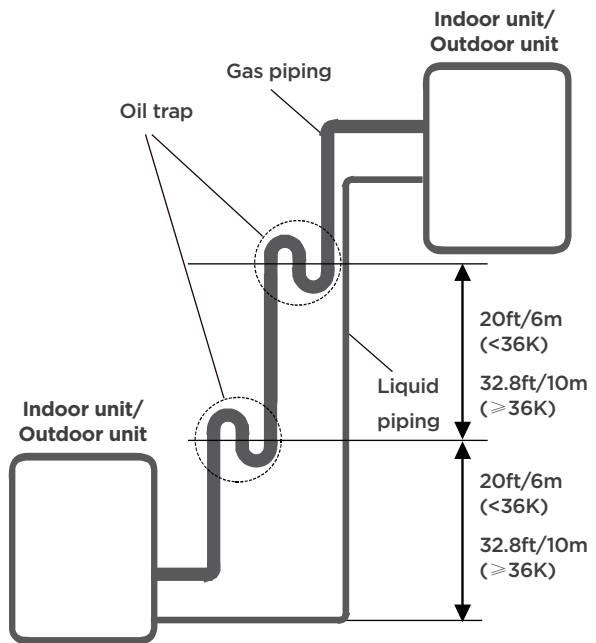 Indoor unit/
Outdoor unit
Gas piping
Oil trap
20ft/6m
(<36K)
32.8ft/10m
(⩾36K)
Liquid
piping
Indoor unit/
Outdoor unit
20ft/6m
(<36K)
32.8ft/10m
(⩾36K)